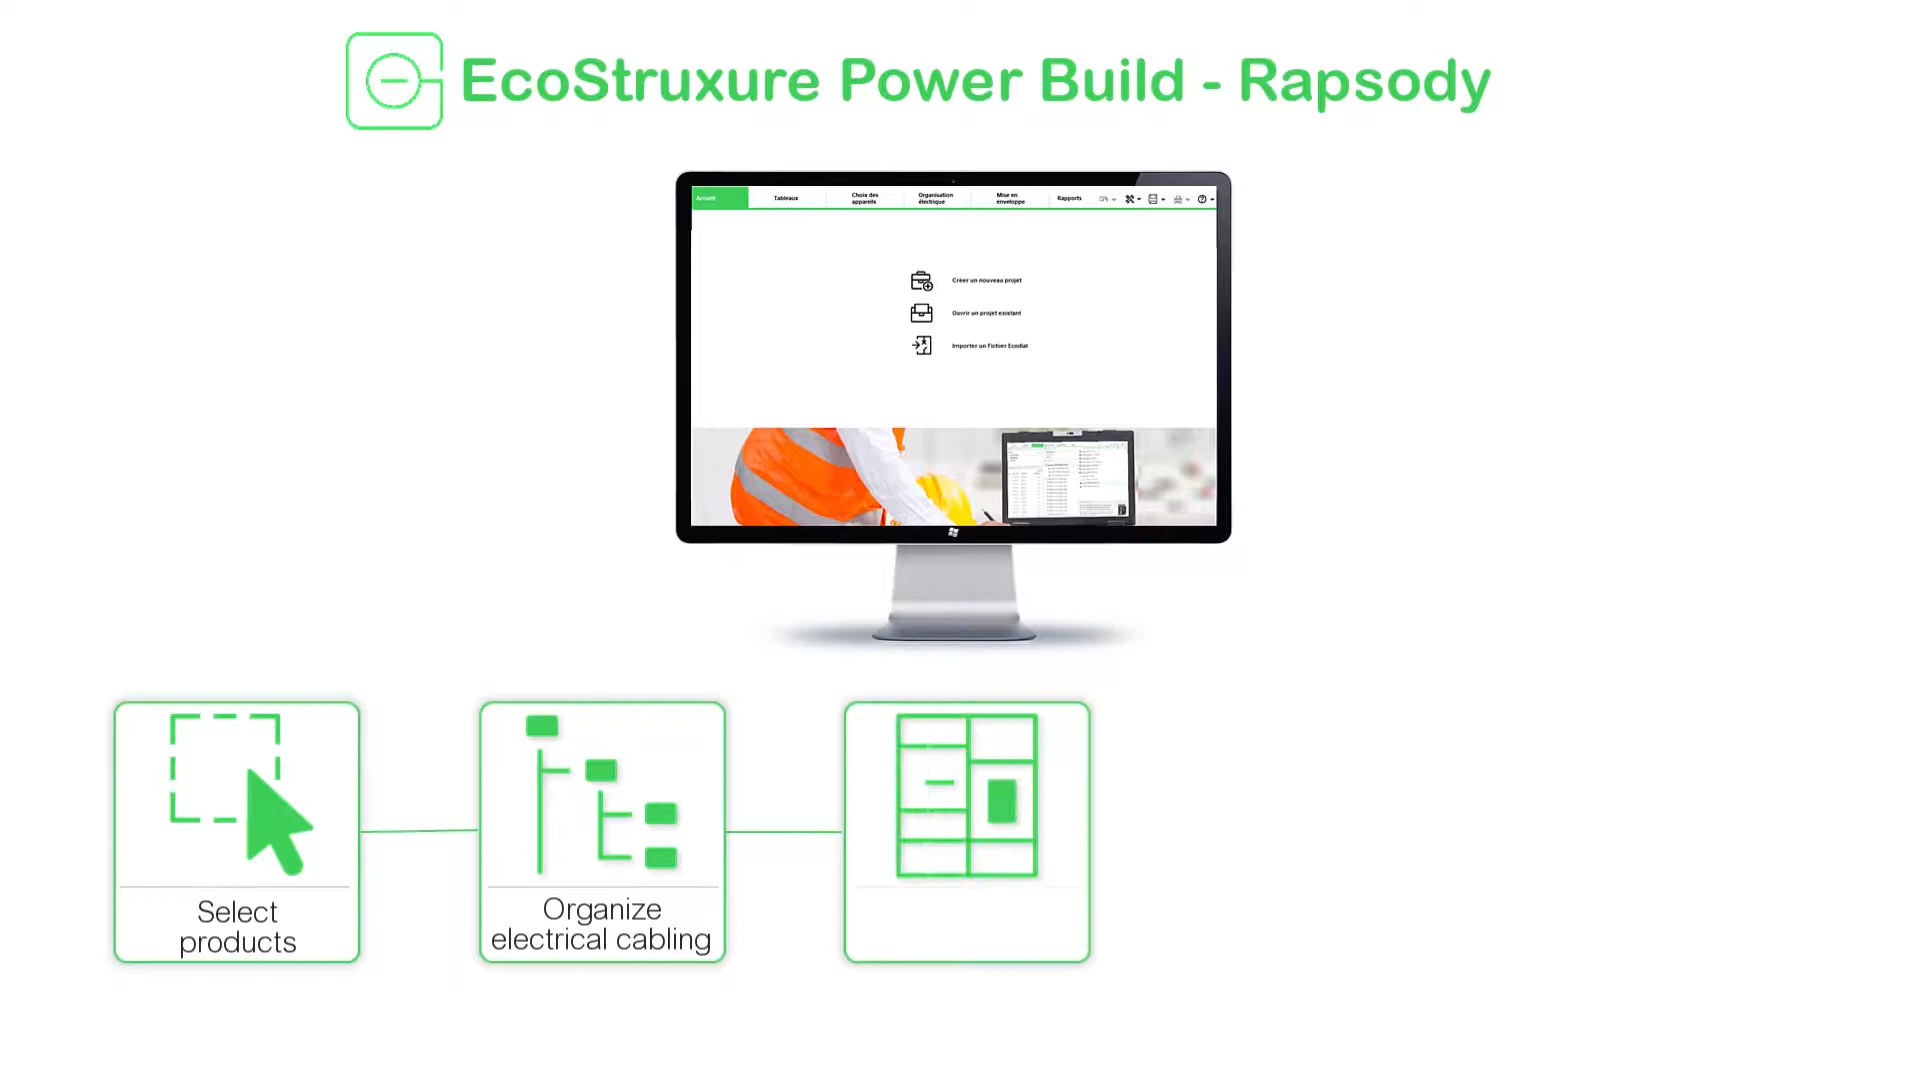 EcoStruxure Power Build - Rapsody
Accueil
Tableaux
Choix des
appareils
Organisation
électrique
Mise en
enveloppe
Rapports
Créer un nouveau projet
Ouvrir un projet existant
Importer un Fichier Ecodial
Select
products
Organize
electrical cabling